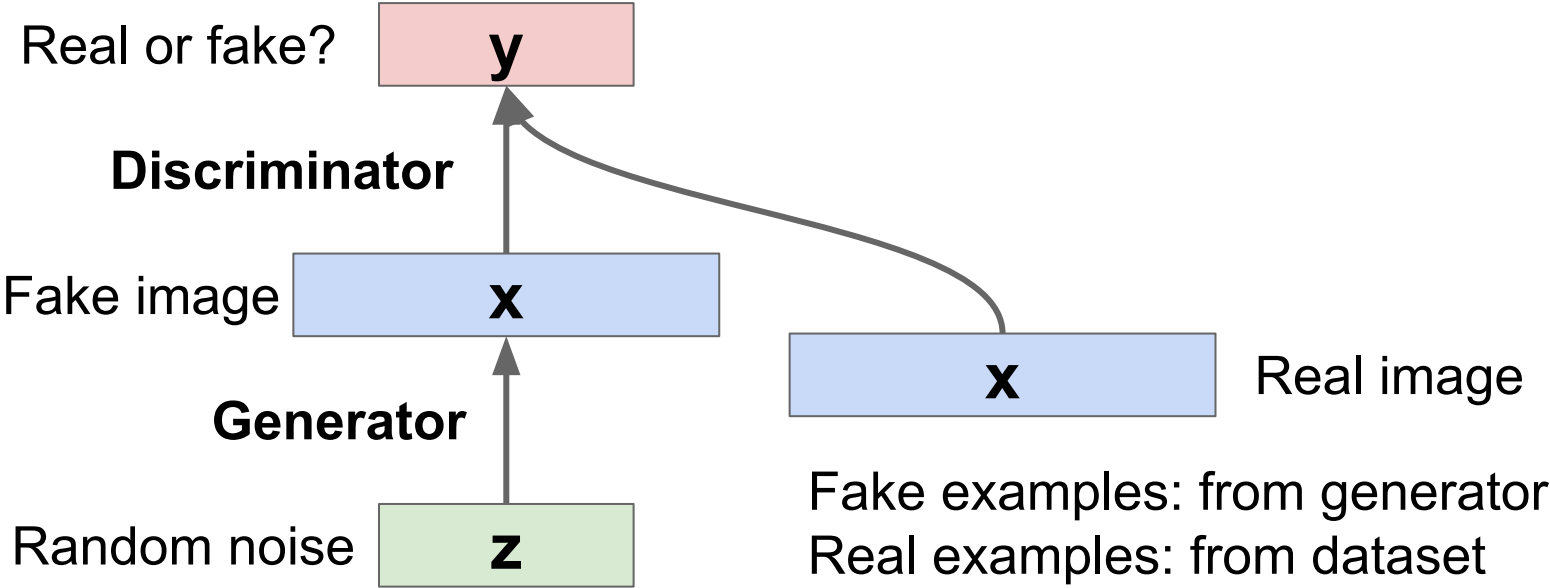 Real or fake? y
Discriminator
Fake image x
x Real image
Generator
Fake examples: from generator
Real examples: from dataset
Random noise z